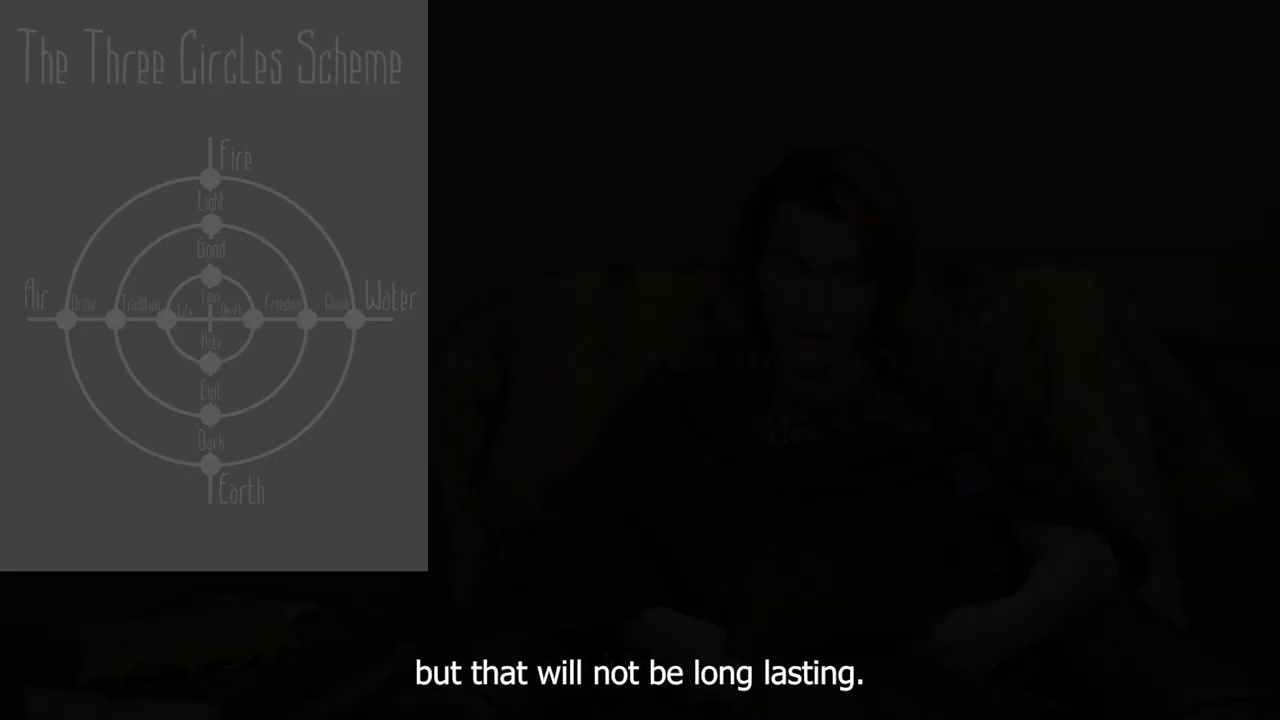 The Three Circles Scheme
Fire
Light
Good
Air Order Tradition Life Love Death Freedom Chaos Water
Hate
Evil
Dark
Earth
but that will not be long lasting.